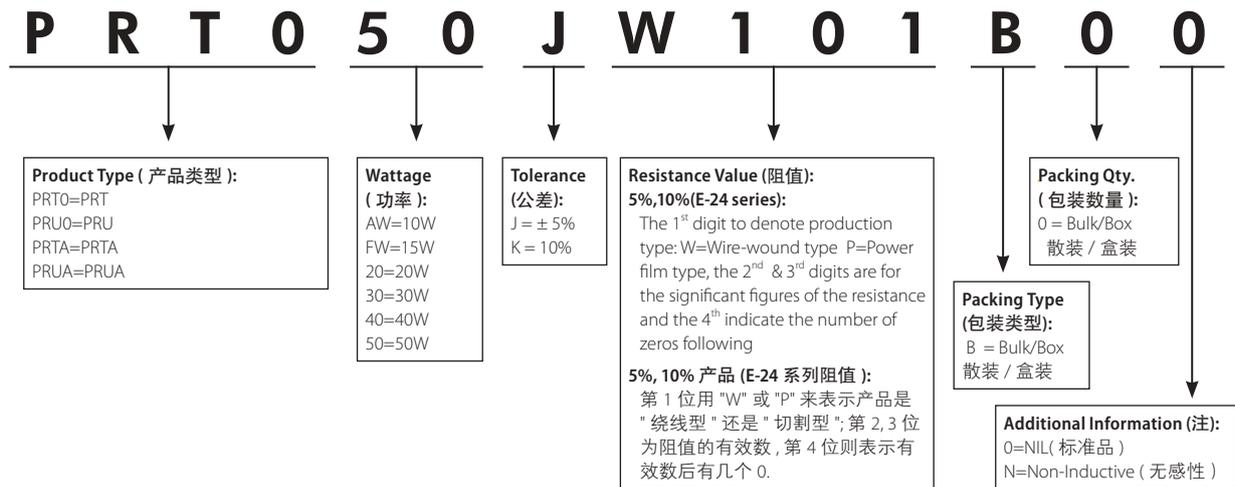 P R T 0 5 0 J W 1 0 1 B 0 0
Product Type ( 产品类型 ):
PRT0=PRT
PRU0=PRU
PRTA=PRTA
PRUA=PRUA
Wattage
( 功率 ):
AW=10W
FW=15W
20=20W
30=30W
40=40W
50=50W
Tolerance
(公差):
J = ± 5%
K = 10%
Resistance Value (阻值):
5%,10%(E-24 series):
The 1st digit to denote production
type: W=Wire-wound type P=Power
film type, the 2nd & 3rd digits are for
the significant figures of the resistance
and the 4th indicate the number of
zeros following
5%, 10% 产品 (E-24 系列阻值 ):
第 1 位用 "W" 或 "P" 来表示产品是
" 绕线型 " 还是 " 切割型 "; 第 2, 3 位
为阻值的有效数 , 第 4 位则表示有
效数后有几个 0.
Packing Type
(包装类型):
B = Bulk/Box
散装 / 盒装
Packing Qty.
( 包装数量 ):
0 = Bulk/Box
散装 / 盒装
Additional Information (注):
0=NIL( 标准品 )
N=Non-Inductive ( 无感性 )